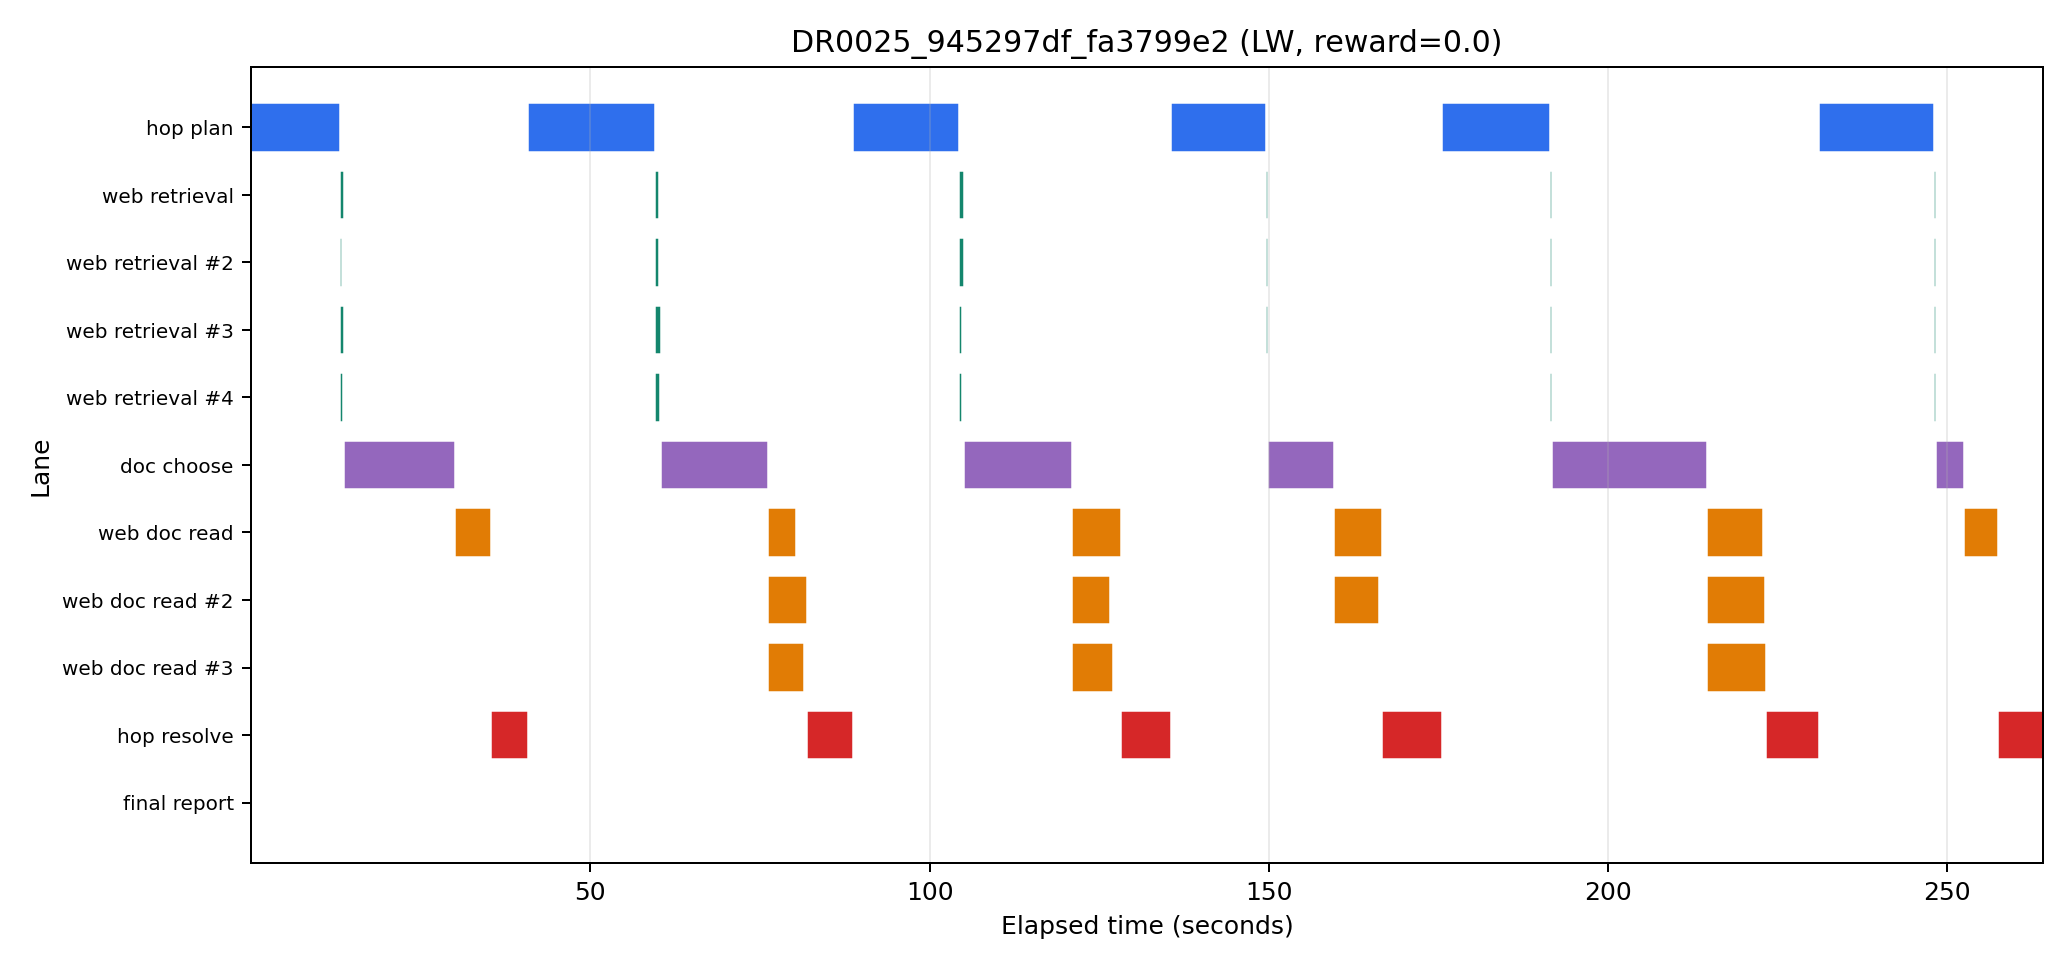 DR0025_945297df_fa3799e2 (LW, reward=0.0)
hop plan
web retrieval
web retrieval #2
web retrieval #3
web retrieval #4
doc choose
web doc read
web doc read #2
web doc read #3
hop resolve
final report
Lane
50
100
150
200
250
Elapsed time (seconds)